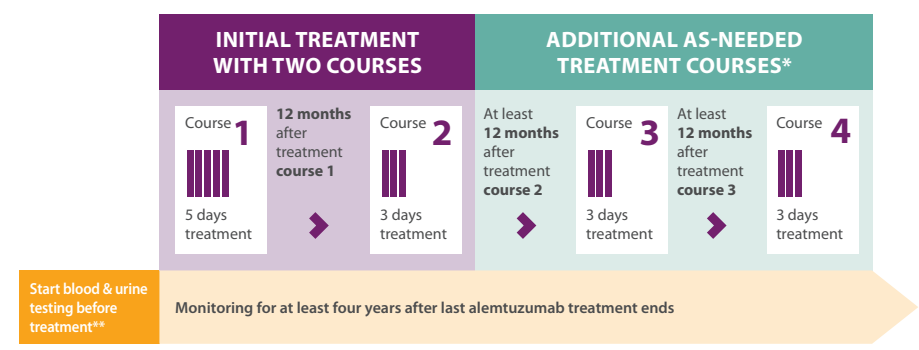 INITIAL TREATMENT
WITH TWO COURSES
ADDITIONAL AS-NEEDED
TREATMENT COURSES*
Course 1
5 days
treatment
12 months
after
treatment
course 1
Course 2
3 days
treatment
At least
12 months
after
treatment
course 2
Course 3
3 days
treatment
At least
12 months
after
treatment
course 3
Course 4
3 days
treatment
Start blood & urine
testing before
treatment**
Monitoring for at least four years after last alemtuzumab treatment ends